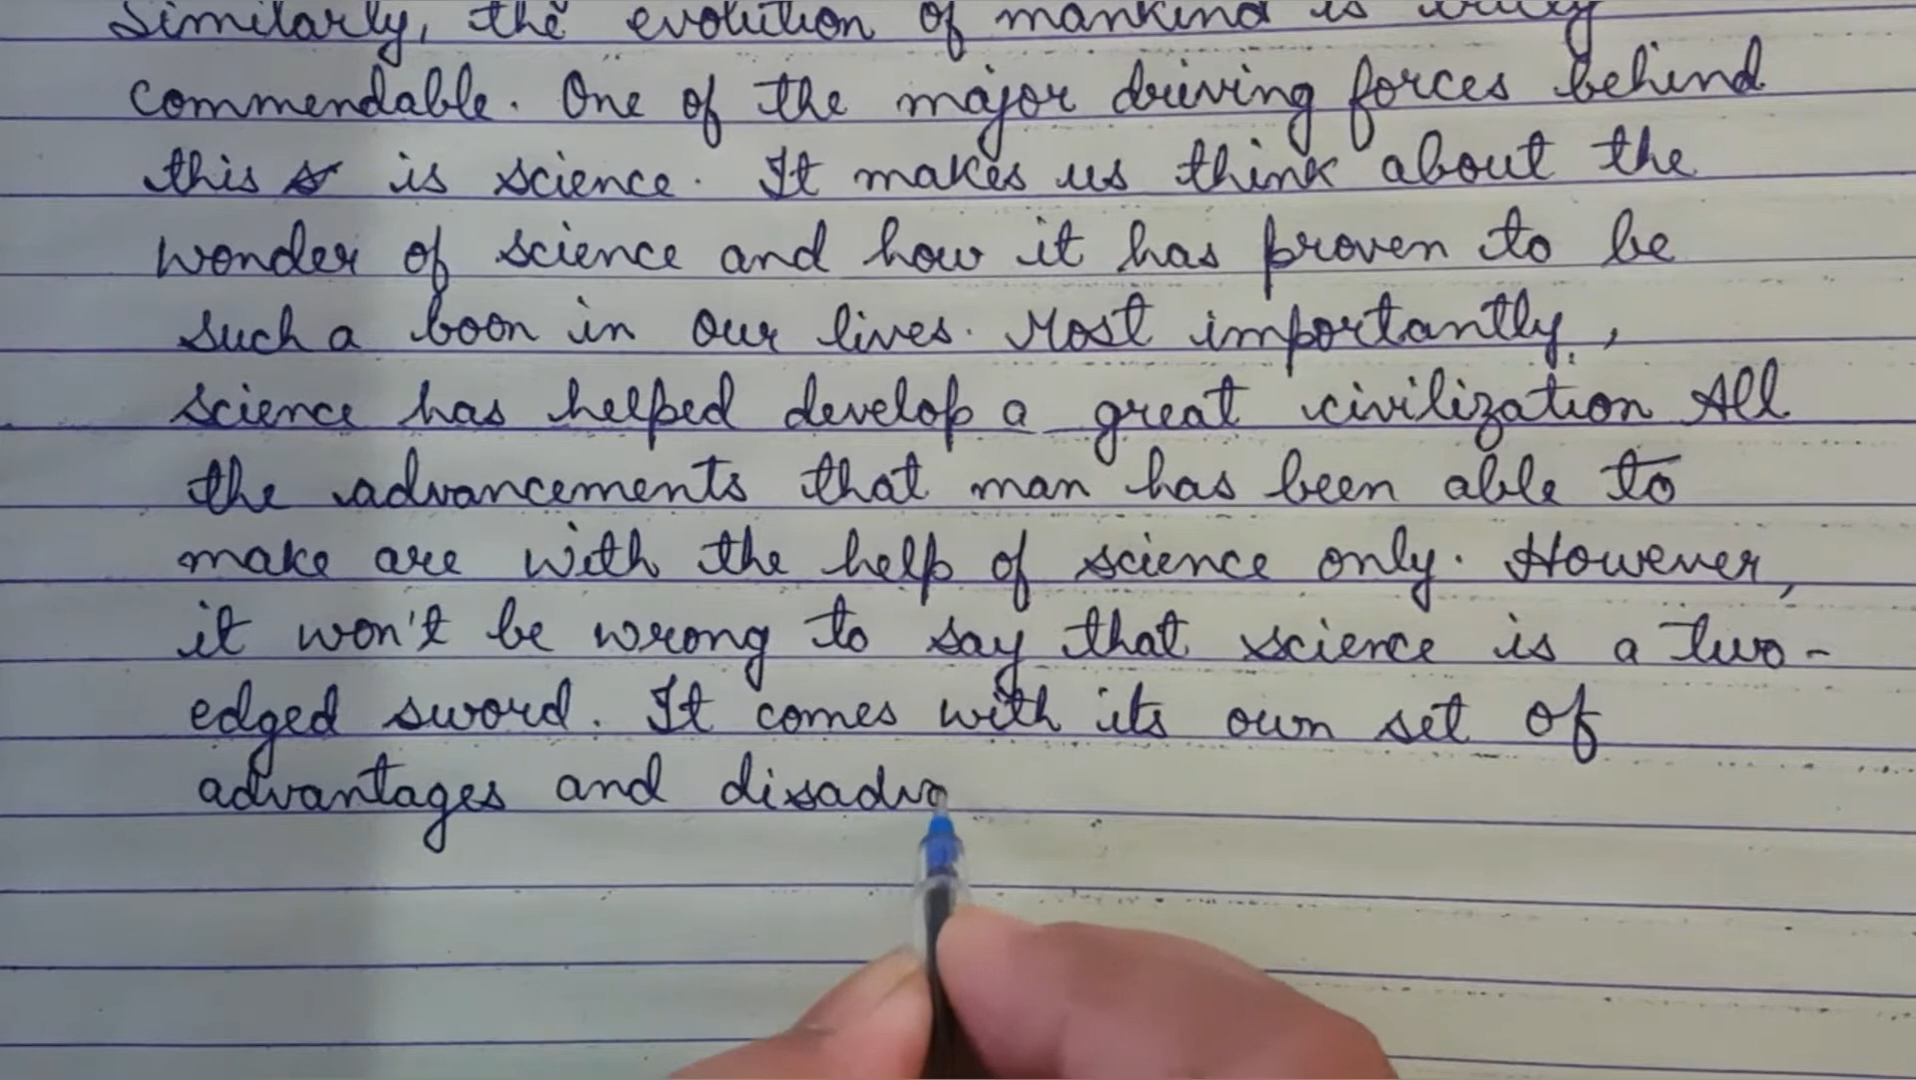 Similarly, the evolution of mankind is truly
commendable. One of the major driving forces behind
this is science. It makes us think about the
wonder of science and how it has proven to be
such a boon in our lives. Most importantly,
science has helped develop a great civilization All
the advancements that man has been able to
make are with the help of science only. However,
it won't be wrong to say that science is a two-
edged sword. It comes with its own set of
advantages and disadva